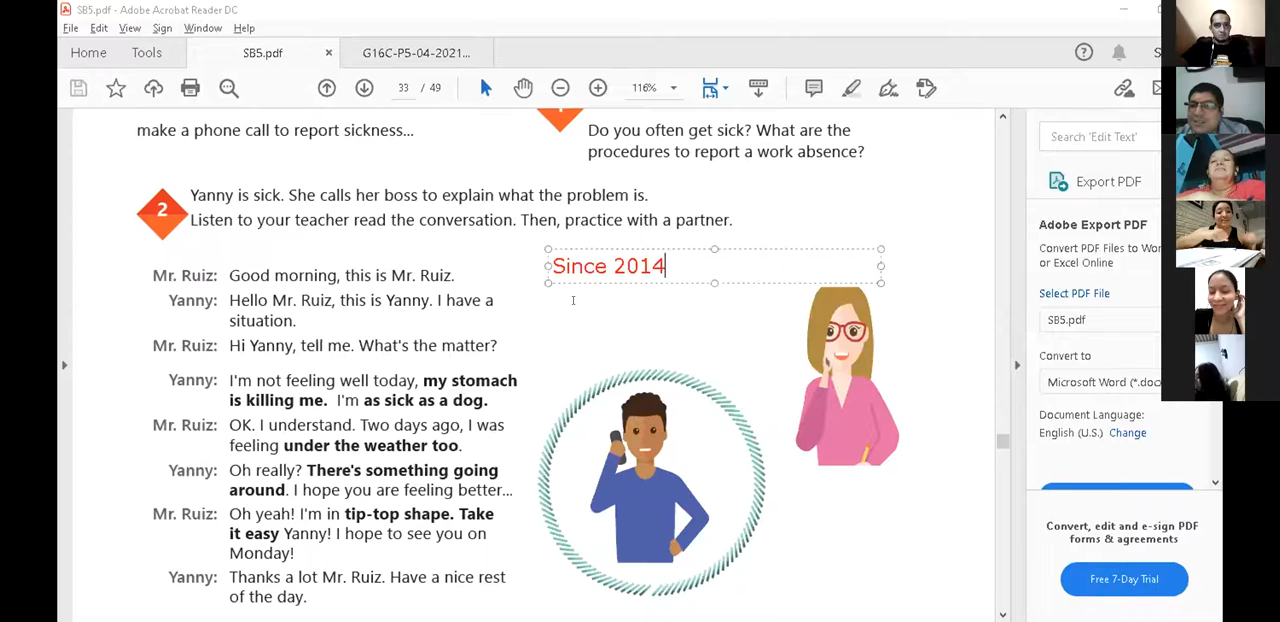 SB5.pdf - Adobe Acrobat Reader DC
File Edit View Sign Window Help
Home Tools SB5.pdf × G16C-P5-04-2021...
33 / 49 116%
make a phone call to report sickness...
Do you often get sick? What are the
procedures to report a work absence?
2
Yanny is sick. She calls her boss to explain what the problem is.
Listen to your teacher read the conversation. Then, practice with a partner.
Since 2014
Mr. Ruiz: Good morning, this is Mr. Ruiz.
Yanny: Hello Mr. Ruiz, this is Yanny. I have a
situation.
Mr. Ruiz: Hi Yanny, tell me. What's the matter?
Yanny: I'm not feeling well today, my stomach
is killing me. I'm as sick as a dog.
Mr. Ruiz: OK. I understand. Two days ago, I was
feeling under the weather too.
Yanny: Oh really? There's something going
around. I hope you are feeling better...
Mr. Ruiz: Oh yeah! I'm in tip-top shape. Take
it easy Yanny! I hope to see you on
Monday!
Yanny: Thanks a lot Mr. Ruiz. Have a nice rest
of the day.
Search 'Edit Text'
Export PDF
Adobe Export PDF
Convert PDF Files to Wor
or Excel Online
Select PDF File
SB5.pdf
Convert to
Microsoft Word (*.doc
Document Language:
English (U.S.) Change
Convert, edit and e-sign PDF
forms & agreements
Free 7-Day Trial